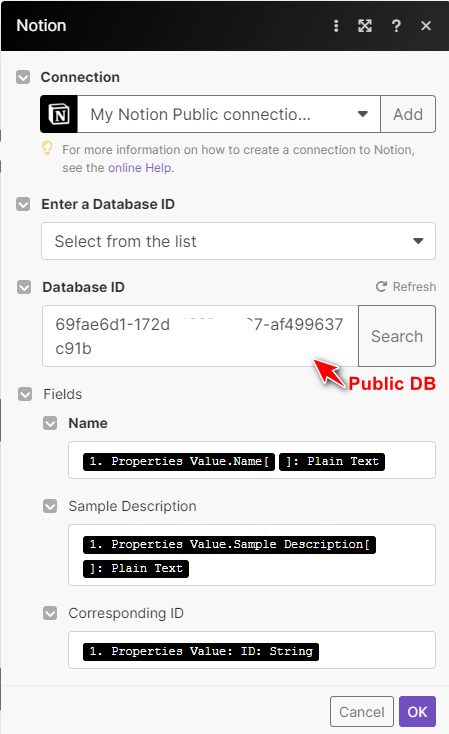 Notion
?
Connection
My Notion Public connectio...
Add
For more information on how to create a connection to Notion,
see the online Help.
Enter a Database ID
Select from the list
Database ID
Refresh
69fae6d1-172d 7-af499637
c91b
Search
Public DB
Fields
Name
1. Properties Value.Name[ ]: Plain Text
Sample Description
1. Properties Value.Sample Description[
]: Plain Text
Corresponding ID
1. Properties Value: ID: String
Cancel
OK